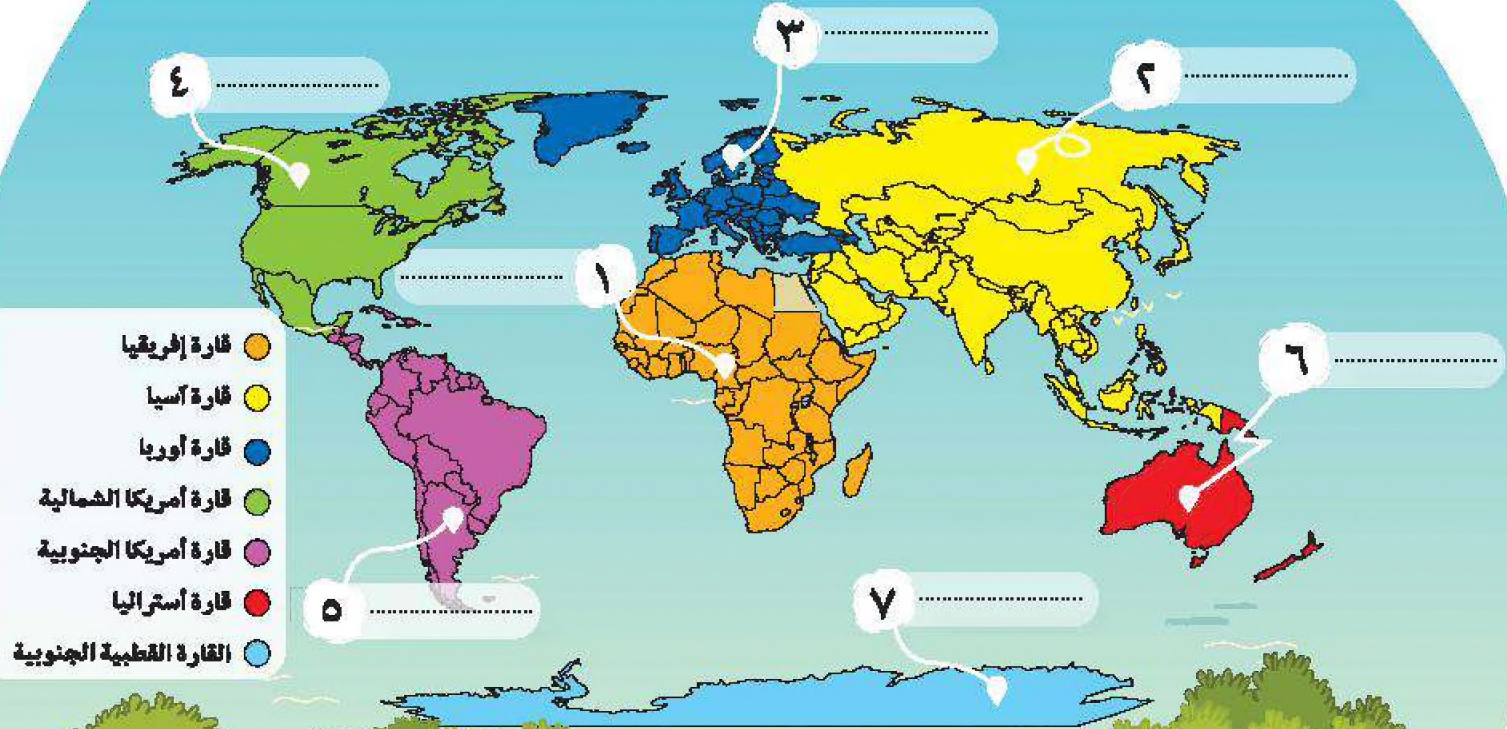 ٣ ........................
٢ ........................
٤ ........................
١ ........................
٦ ........................
٥ ........................
٧ ........................
قارة إفريقيا
قارة آسيا
قارة أوربا
قارة أمريكا الشمالية
قارة أمريكا الجنوبية
قارة أستراليا
القارة القطبية الجنوبية